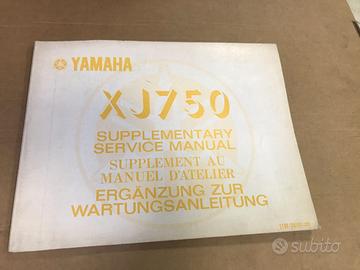 YAMAHA
XJ750
SUPPLEMENTARY
SERVICE MANUAL
SUPPLEMENT AU
MANUEL D'ATELIER
ERGÄNZUNG ZUR
WARTUNGSANLEITUNG
subito